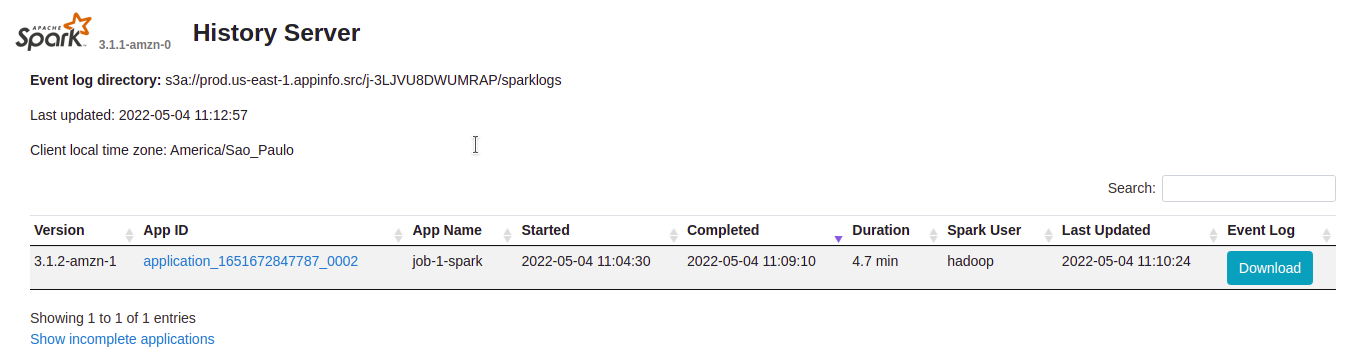 APACHE
Spark 3.1.1-amzn-0 History Server
Event log directory: s3a://prod.us-east-1.appinfo.src/j-3LJVU8DWUMRAP/sparklogs
Last updated: 2022-05-04 11:12:57
Client local time zone: America/Sao_Paulo
Search:
Version App ID App Name Started Completed Duration Spark User Last Updated Event Log
3.1.2-amzn-1 application_1651672847787_0002 job-1-spark 2022-05-04 11:04:30 2022-05-04 11:09:10 4.7 min hadoop 2022-05-04 11:10:24 Download
Showing 1 to 1 of 1 entries
Show incomplete applications